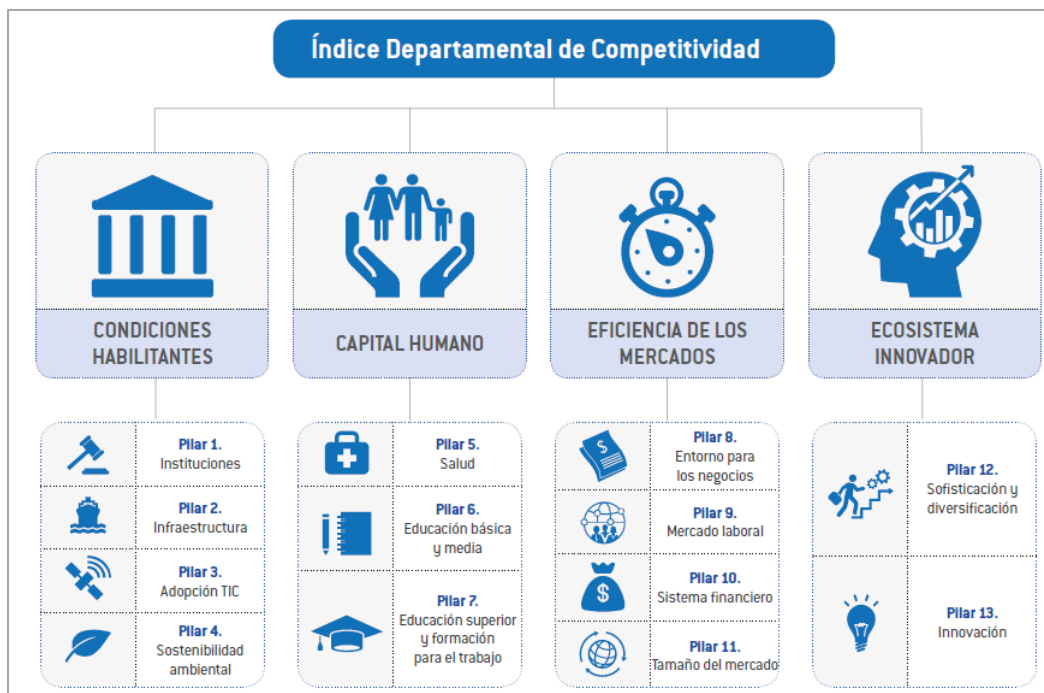 Índice Departamental de Competitividad
CONDICIONES
HABILITANTES
CAPITAL HUMANO
EFICIENCIA DE LOS
MERCADOS
ECOSISTEMA
INNOVADOR
Pilar 1.
Instituciones
Pilar 2.
Infraestructura
Pilar 3.
Adopción TIC
Pilar 4.
Sostenibilidad
ambiental
Pilar 5.
Salud
Pilar 6.
Educación básica
y media
Pilar 7.
Educación superior
y formación
para el trabajo
Pilar 8.
Entorno para
los negocios
Pilar 9.
Mercado laboral
Pilar 10.
Sistema financiero
Pilar 11.
Tamaño del mercado
Pilar 12.
Sofisticación y
diversificación
Pilar 13.
Innovación